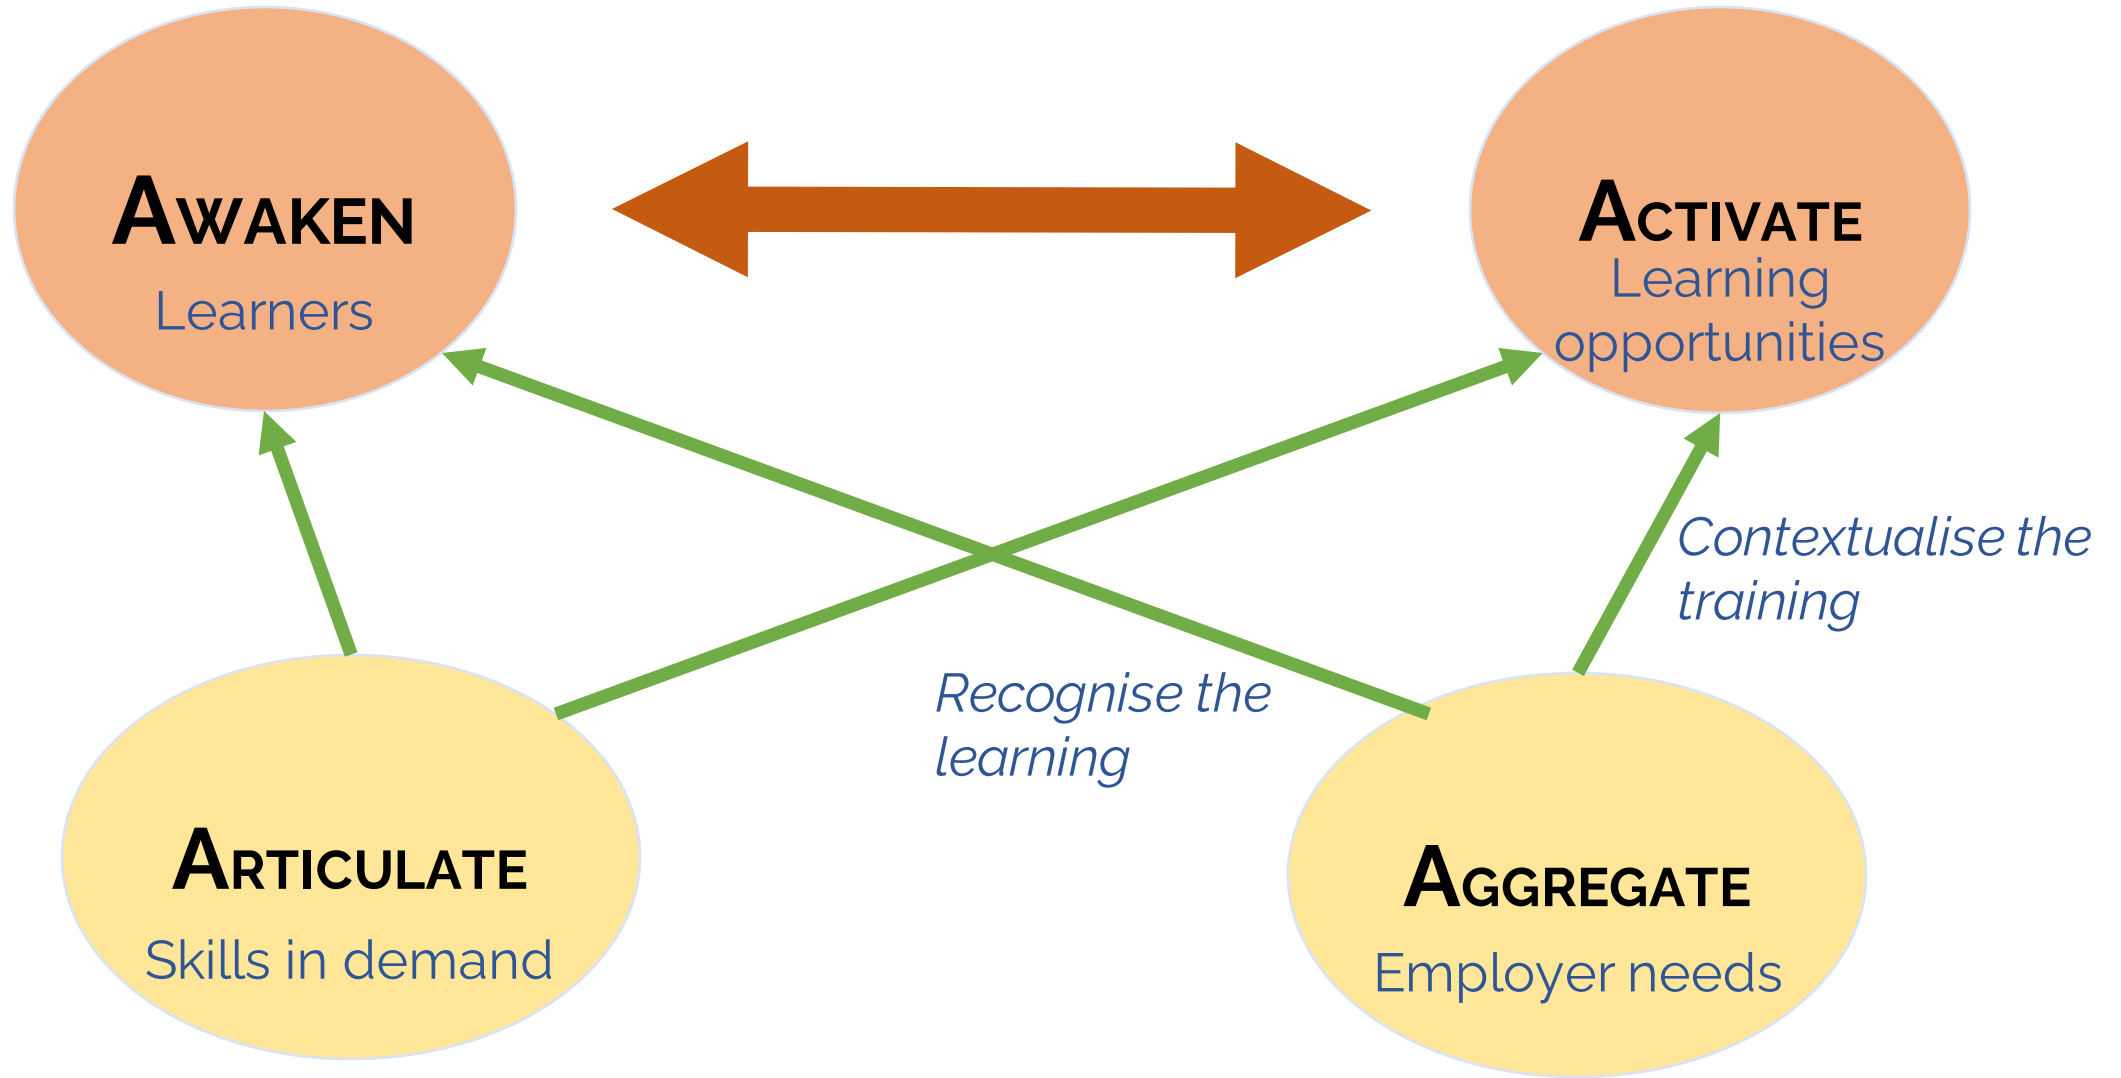 AWAKEN
Learners
ACTIVATE
Learning
opportunities
Contextualise the
training
Recognise the
learning
ARTICULATE
Skills in demand
AGGREGATE
Employer needs